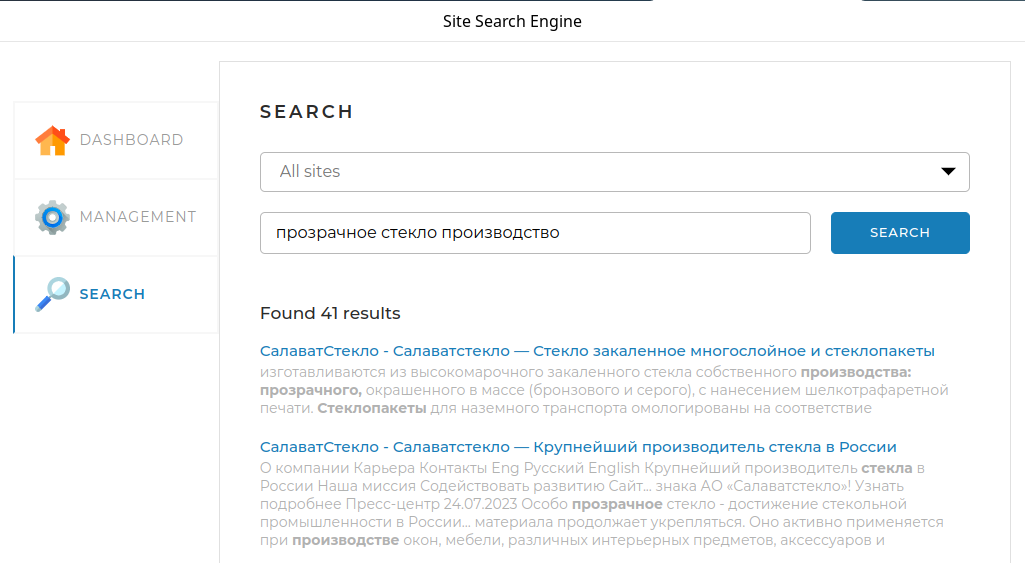 Site Search Engine
DASHBOARD
MANAGEMENT
SEARCH
SEARCH
All sites
прозрачное стекло производство
SEARCH
Found 41 results
СалаватСтекло - Салаватстекло — Стекло закаленное многослойное и стеклопакеты
изготавливаются из высокомарочного закаленного стекла собственного производства:
прозрачного, окрашенного в массе (бронзового и серого), с нанесением шелкотрафаретной
печати. Стеклопакеты для наземного транспорта омологированы на соответствие
СалаватСтекло - Салаватстекло — Крупнейший производитель стекла в России
О компании Карьера Контакты Eng Русский English Крупнейший производитель стекла в
России Наша миссия Содействовать развитию Сайт... знака АО «Салаватстекло»! Узнать
подробнее Пресс-центр 24.07.2023 Особо прозрачное стекло - достижение стекольной
промышленности в России... материала продолжает укрепляться. Оно активно применяется
при производстве окон, мебели, различных интерьерных предметов, аксессуаров и